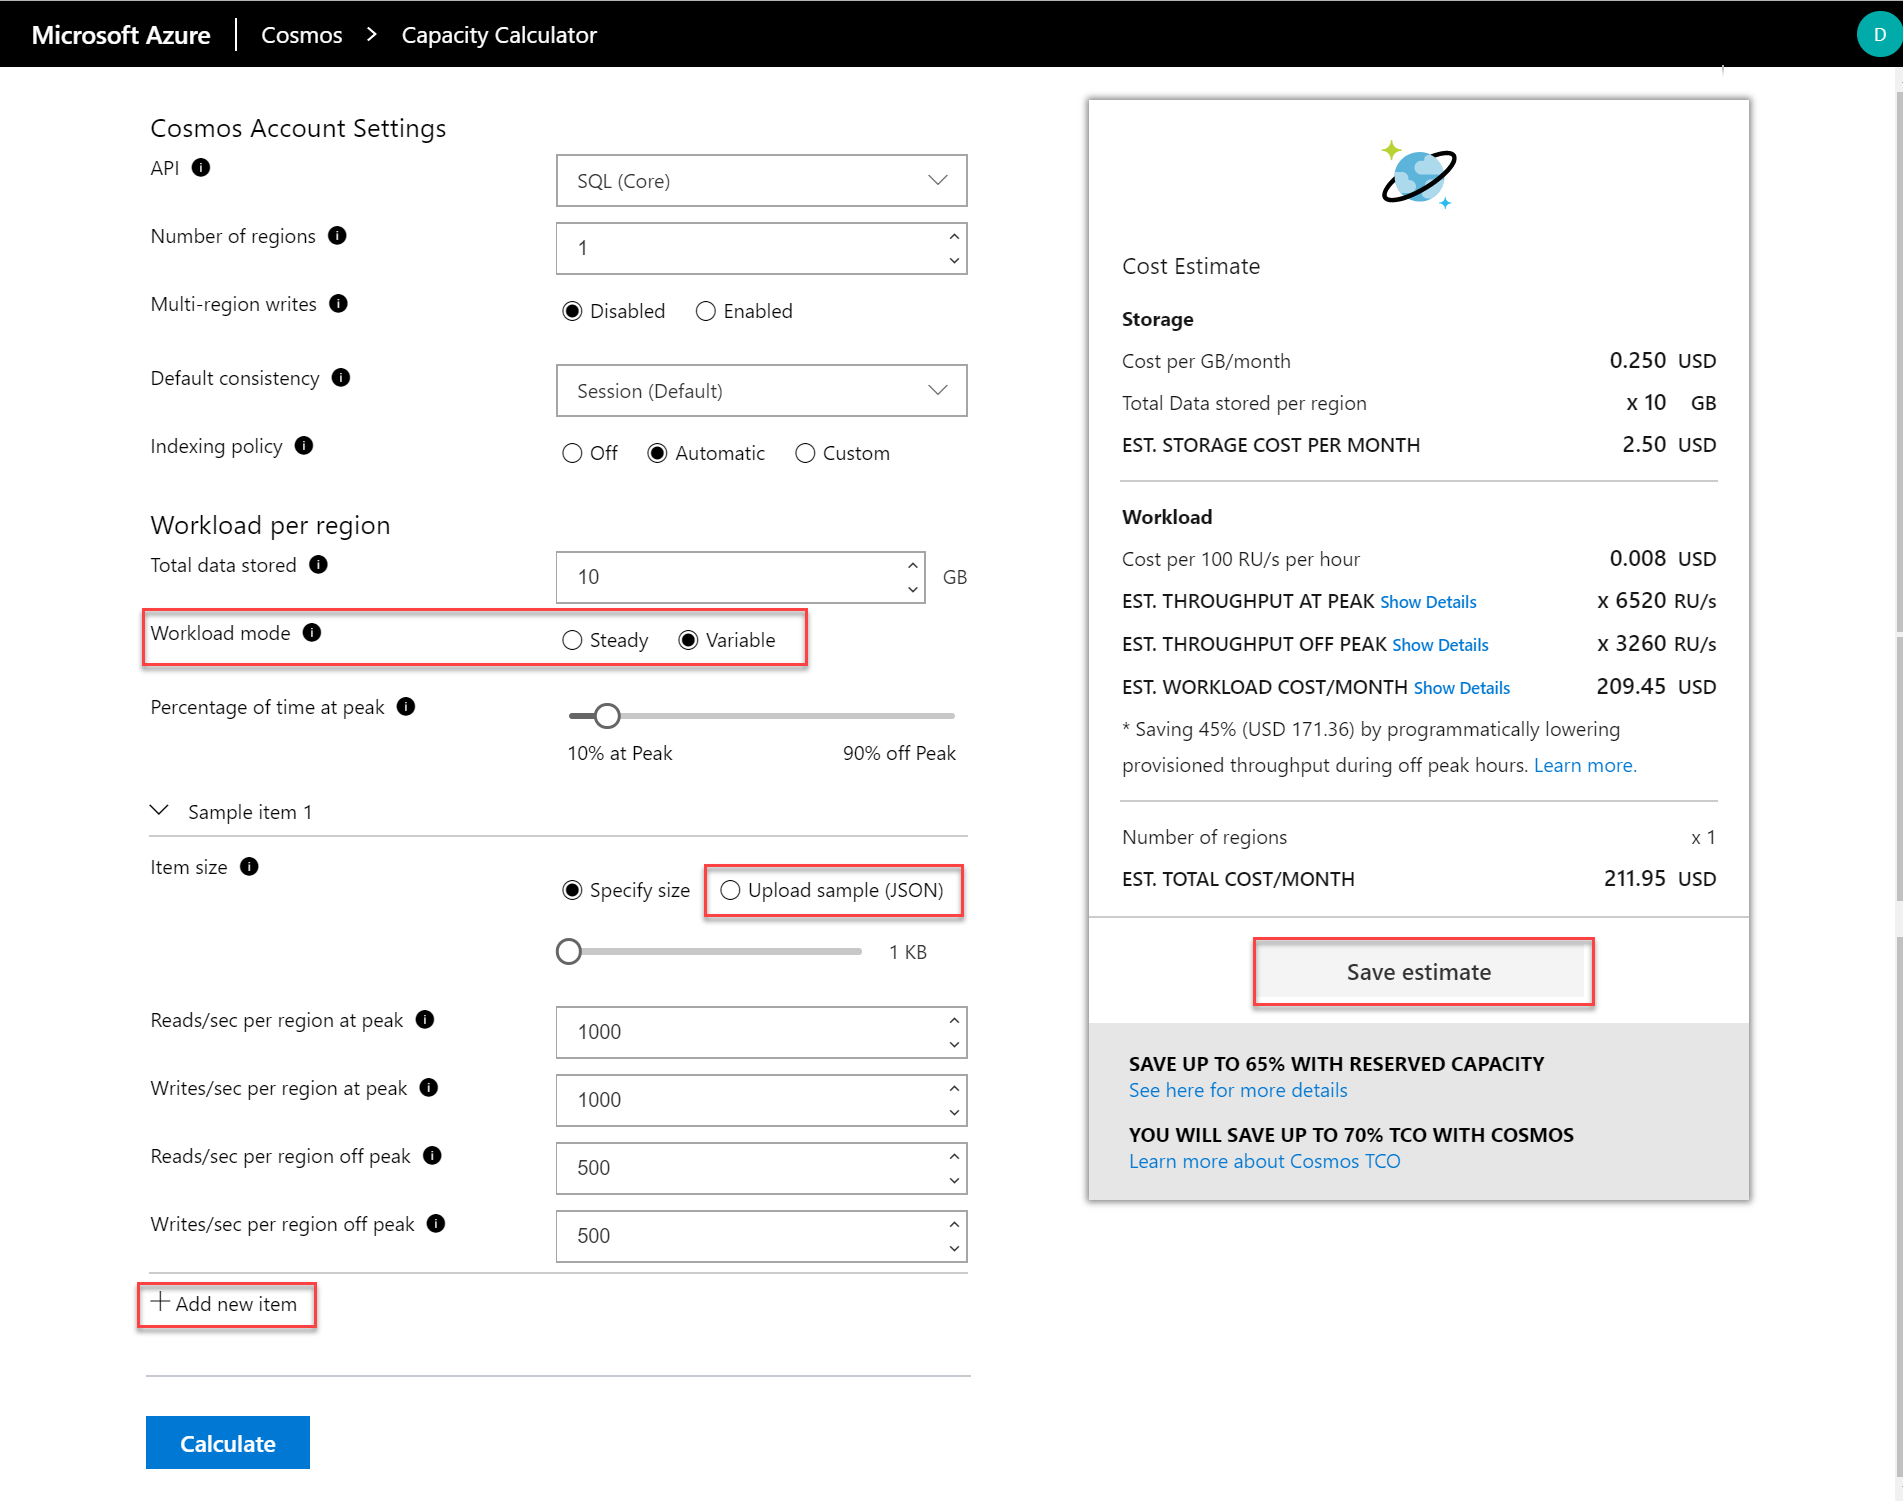 Microsoft Azure
Cosmos > Capacity Calculator
D
Cosmos Account Settings
API
SQL (Core)
Number of regions
1
Multi-region writes
Disabled
Enabled
Default consistency
Session (Default)
Indexing policy
Off
Automatic
Custom
Workload per region
Total data stored
10
GB
Workload mode
Steady
Variable
Percentage of time at peak
10% at Peak
90% off Peak
Sample item 1
Item size
Specify size
Upload sample (JSON)
1 KB
Reads/sec per region at peak
1000
Writes/sec per region at peak
1000
Reads/sec per region off peak
500
Writes/sec per region off peak
500
+ Add new item
Calculate
Cost Estimate
Storage
Cost per GB/month 0.250 USD
Total Data stored per region x 10 GB
EST. STORAGE COST PER MONTH 2.50 USD
Workload
Cost per 100 RU/s per hour 0.008 USD
EST. THROUGHPUT AT PEAK Show Details x 6520 RU/s
EST. THROUGHPUT OFF PEAK Show Details x 3260 RU/s
EST. WORKLOAD COST/MONTH Show Details 209.45 USD
* Saving 45% (USD 171.36) by programmatically lowering
provisioned throughput during off peak hours. Learn more.
Number of regions x 1
EST. TOTAL COST/MONTH 211.95 USD
Save estimate
SAVE UP TO 65% WITH RESERVED CAPACITY
See here for more details
YOU WILL SAVE UP TO 70% TCO WITH COSMOS
Learn more about Cosmos TCO